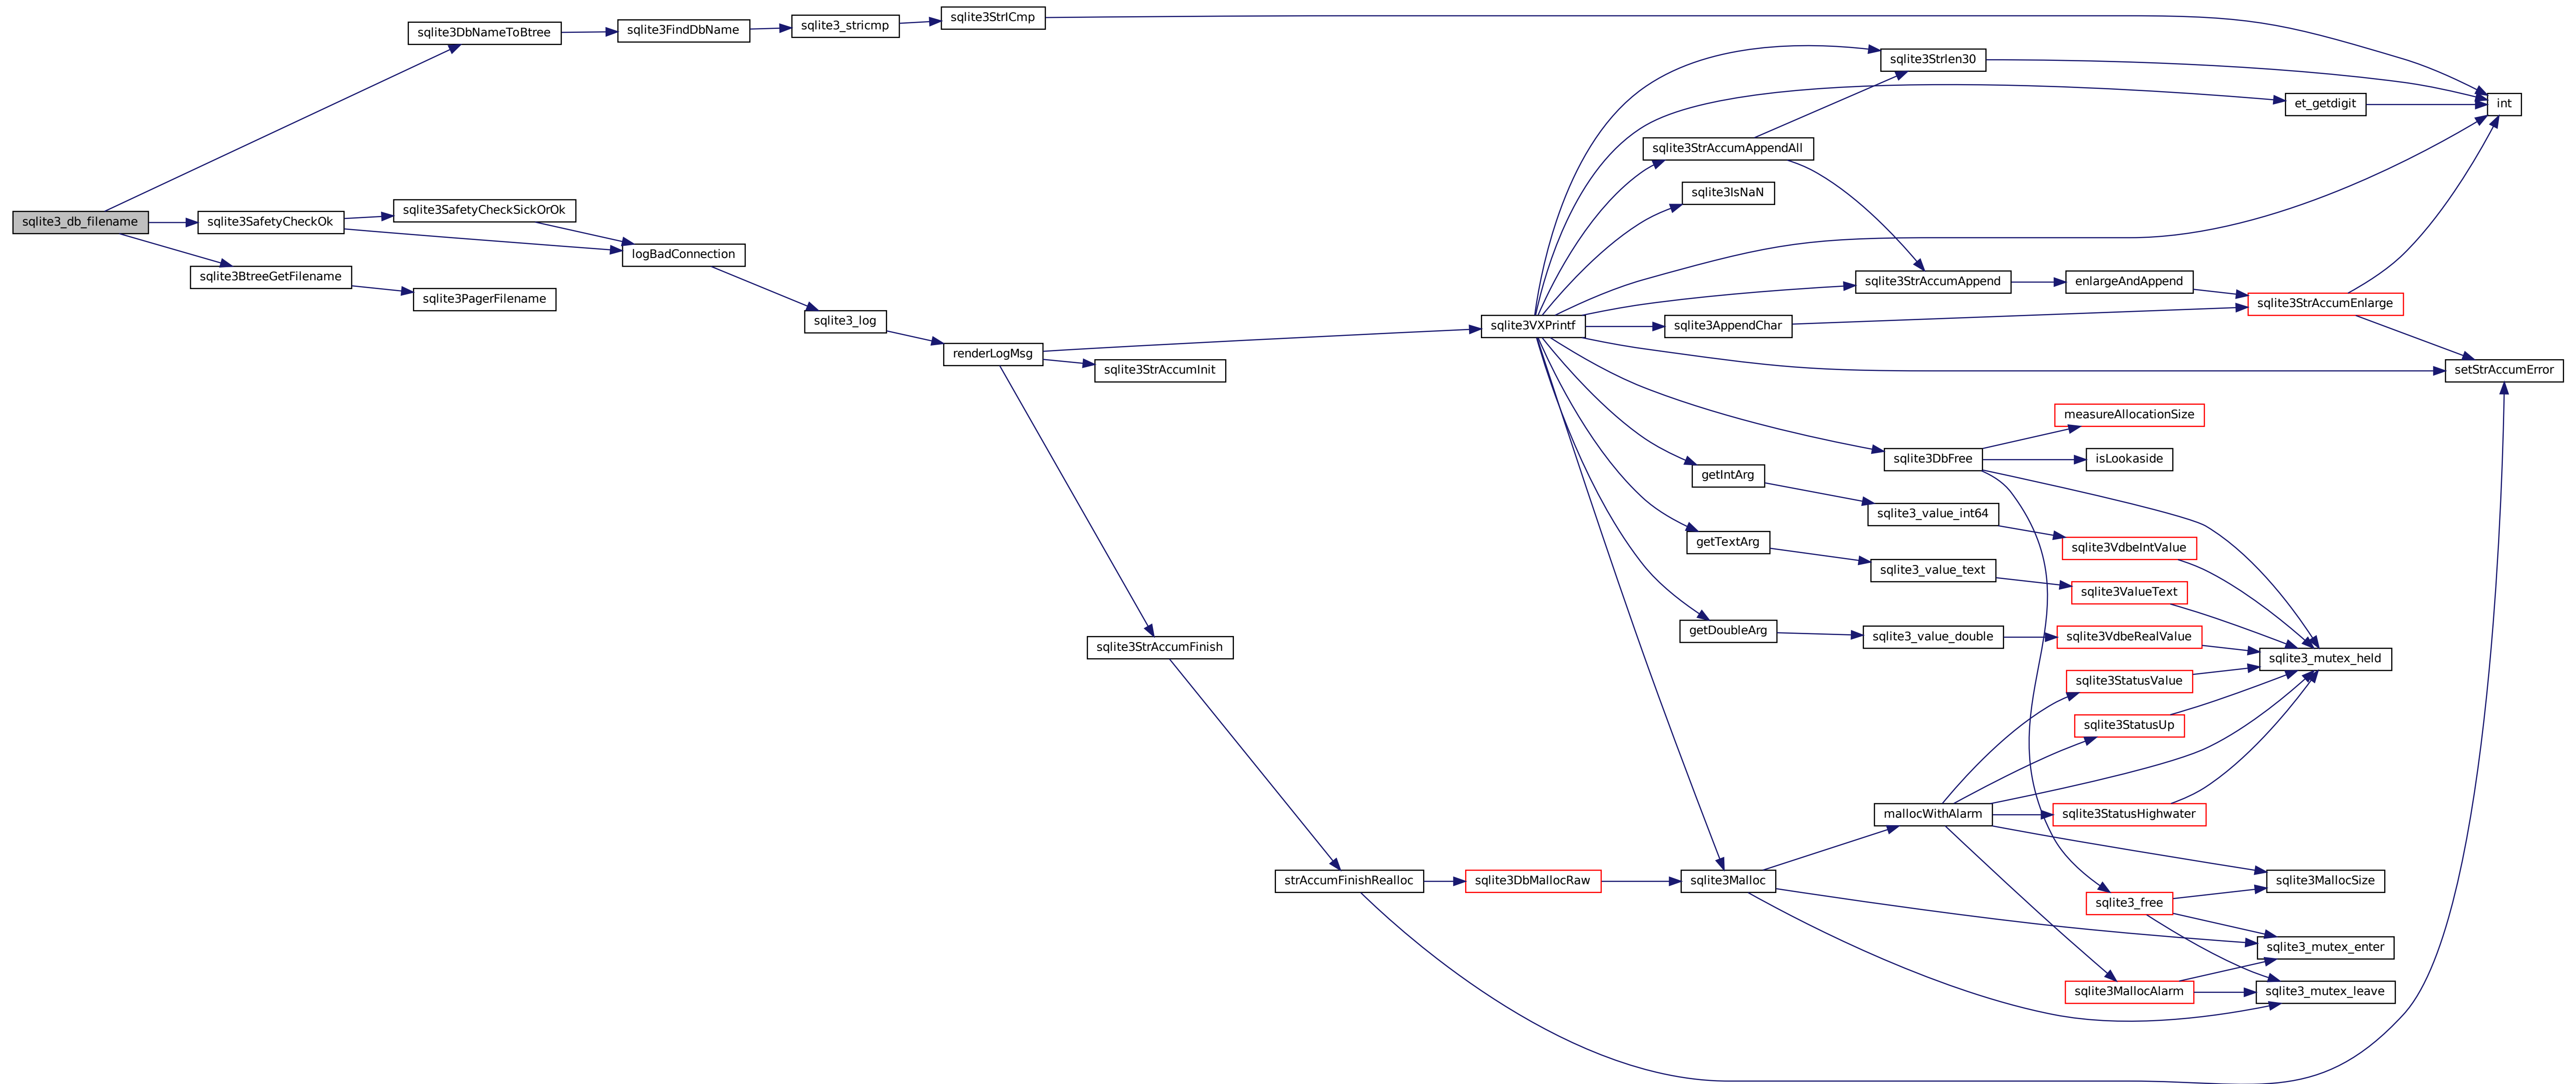 sqlite3_db_filename
sqlite3DbNameToBtree
sqlite3FindDbName
sqlite3_stricmp
sqlite3StrICmp
sqlite3SafetyCheckOk
sqlite3SafetyCheckSickOrOk
logBadConnection
sqlite3BtreeGetFilename
sqlite3PagerFilename
sqlite3_log
renderLogMsg
sqlite3StrAccumInit
sqlite3StrAccumFinish
strAccumFinishRealloc
sqlite3DbMallocRaw
sqlite3VXPrintf
sqlite3Strlen30
et_getdigit
int
sqlite3StrAccumAppendAll
sqlite3IsNaN
sqlite3StrAccumAppend
enlargeAndAppend
sqlite3StrAccumEnlarge
sqlite3AppendChar
setStrAccumError
measureAllocationSize
sqlite3DbFree
isLookaside
getIntArg
sqlite3_value_int64
sqlite3VdbeIntValue
getTextArg
sqlite3_value_text
sqlite3ValueText
getDoubleArg
sqlite3_value_double
sqlite3VdbeRealValue
sqlite3_mutex_held
sqlite3StatusValue
sqlite3StatusUp
mallocWithAlarm
sqlite3StatusHighwater
sqlite3Malloc
sqlite3MallocSize
sqlite3_free
sqlite3_mutex_enter
sqlite3MallocAlarm
sqlite3_mutex_leave